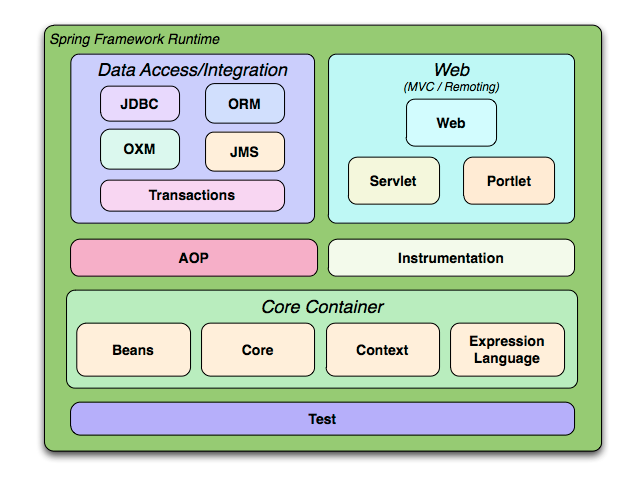 Spring Framework Runtime
Data Access/Integration
JDBC
ORM
OXM
JMS
Transactions
Web
(MVC / Remoting)
Web
Servlet
Portlet
AOP
Instrumentation
Core Container
Beans
Core
Context
Expression
Language
Test